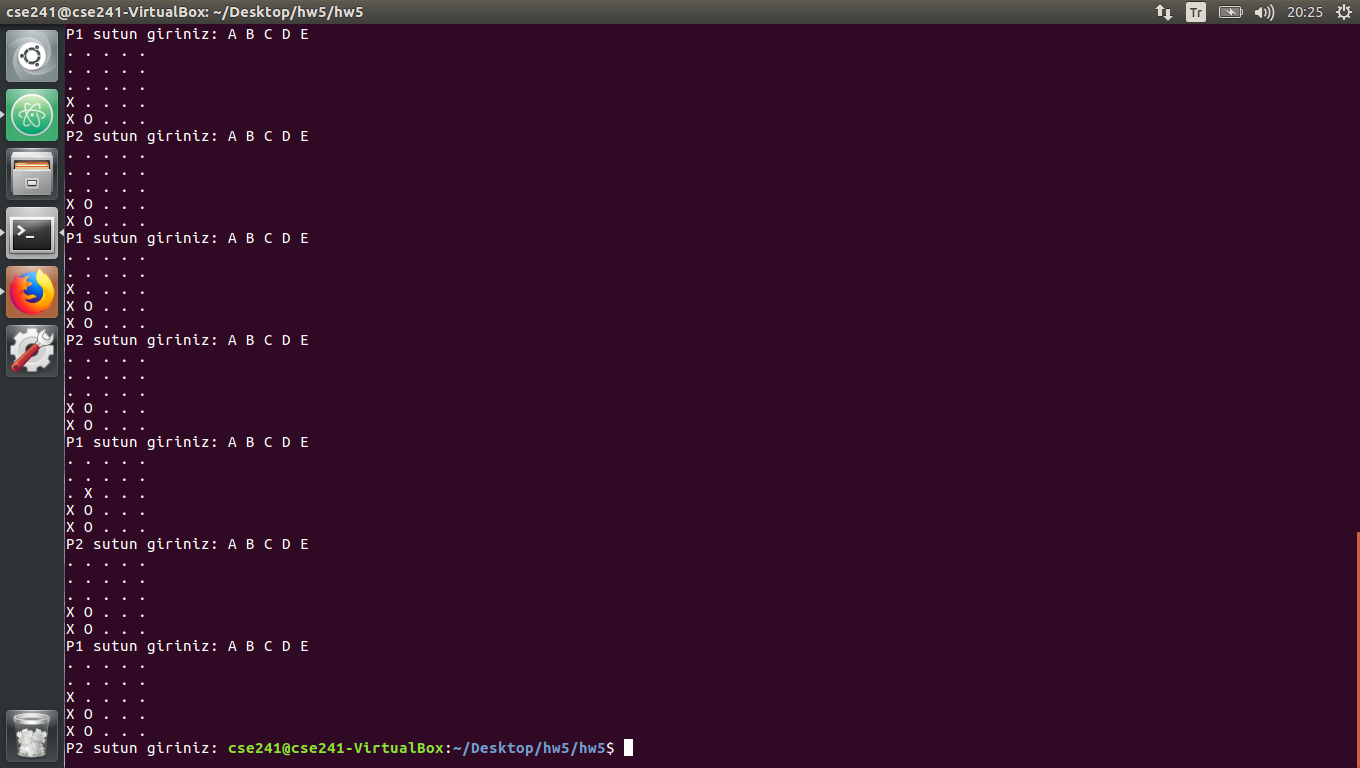 cse241@cse241-VirtualBox: ~/Desktop/hw5/hw5 Tr 20:25
P1 sutun giriniz: A B C D E
. . . . .
. . . . .
. . . . .
X . . . .
X O . . .
P2 sutun giriniz: A B C D E
. . . . .
. . . . .
. . . . .
X O . . .
X O . . .
P1 sutun giriniz: A B C D E
. . . . .
. . . . .
X . . . .
X O . . .
X O . . .
P2 sutun giriniz: A B C D E
. . . . .
. . . . .
. . . . .
X O . . .
X O . . .
P1 sutun giriniz: A B C D E
. . . . .
. . . . .
. X . . .
X O . . .
X O . . .
P2 sutun giriniz: A B C D E
. . . . .
. . . . .
. . . . .
X O . . .
X O . . .
P1 sutun giriniz: A B C D E
. . . . .
. . . . .
X . . . .
X O . . .
X O . . .
P2 sutun giriniz: cse241@cse241-VirtualBox:~/Desktop/hw5/hw5$